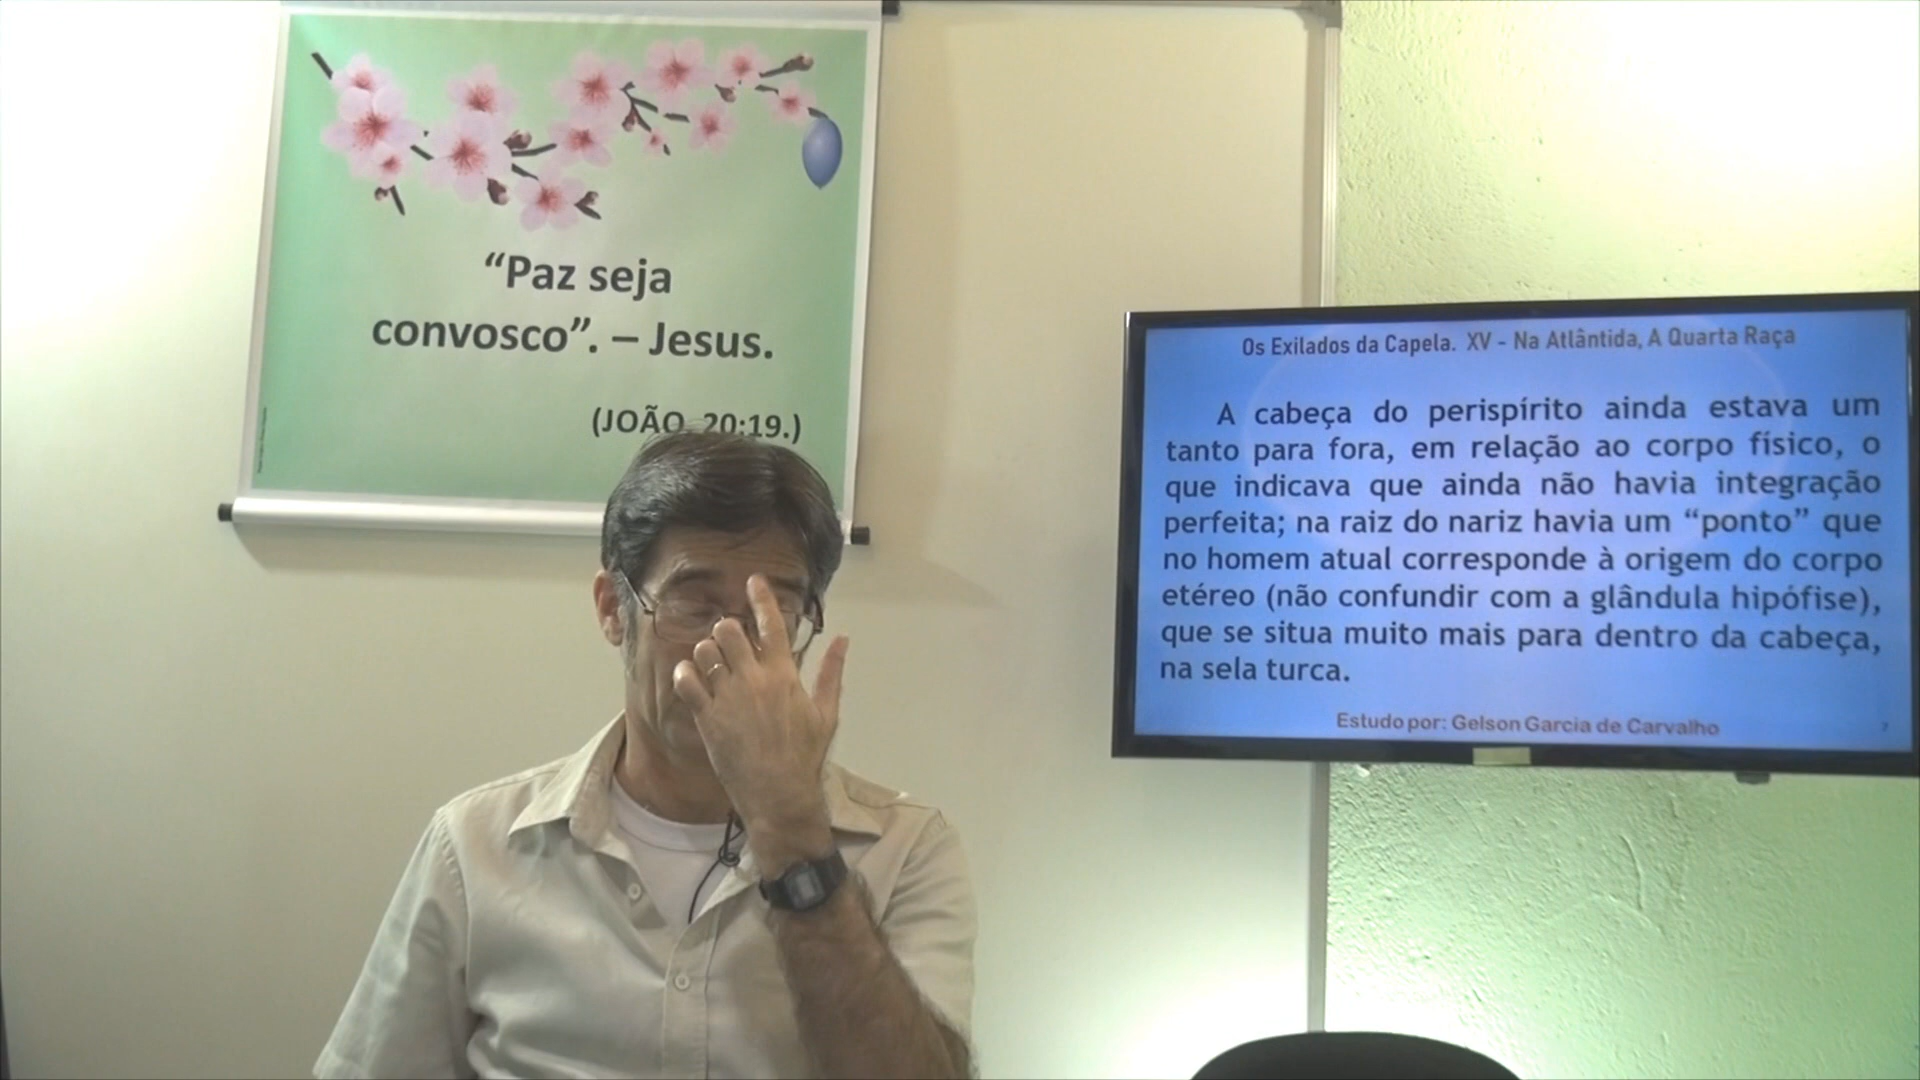 “Paz seja
convosco”. – Jesus.
(JOÃO, 20:19.)
Os Exilados da Capela. XV - Na Atlântida, A Quarta Raça
A cabeça do perispírito ainda estava um
tanto para fora, em relação ao corpo físico, o
que indicava que ainda não havia integração
perfeita; na raiz do nariz havia um “ponto” que
no homem atual corresponde à origem do corpo
etéreo (não confundir com a glândula hipófise),
que se situa muito mais para dentro da cabeça,
na sela turca.
Estudo por: Gelson Garcia de Carvalho
7